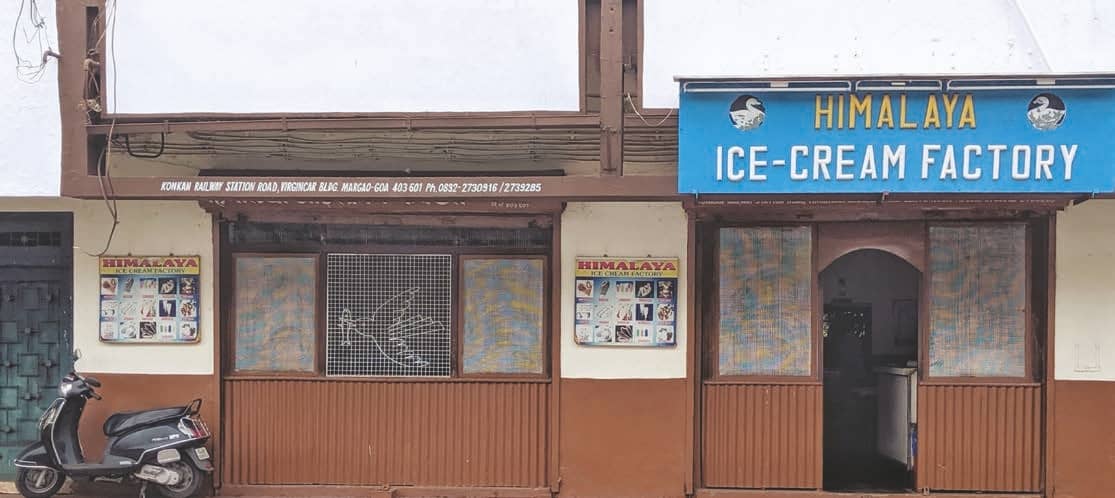 HIMALAYA
ICE-CREAM FACTORY
KONKAN RAILWAY STATION ROAD, VIRGINCAR BLDG. MARGAO-GOA 403 601 Ph.0832-2730916 / 2739285
HIMALAYA
ICE CREAM FACTORY
HIMALAYA
ICE CREAM FACTORY